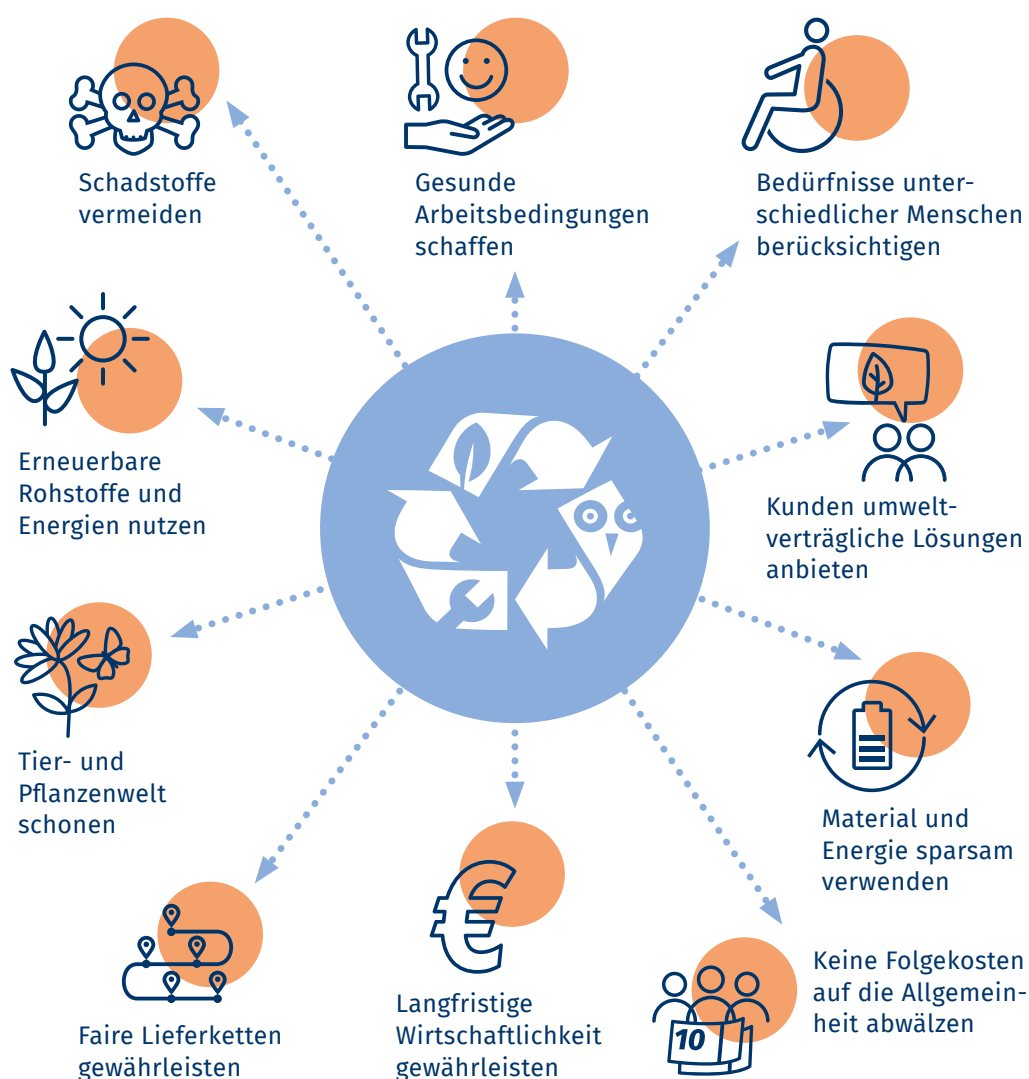 Schadstoffe
vermeiden
Gesunde
Arbeitsbedingungen
schaffen
Bedürfnisse unter-
schiedlicher Menschen
berücksichtigen
Erneuerbare
Rohstoffe und
Energien nutzen
Kunden umwelt-
verträgliche Lösungen
anbieten
Tier- und
Pflanzenwelt
schonen
Material und
Energie sparsam
verwenden
Faire Lieferketten
gewährleisten
€
Langfristige
Wirtschaftlichkeit
gewährleisten
10
Keine Folgekosten
auf die Allgemein-
heit abwälzen